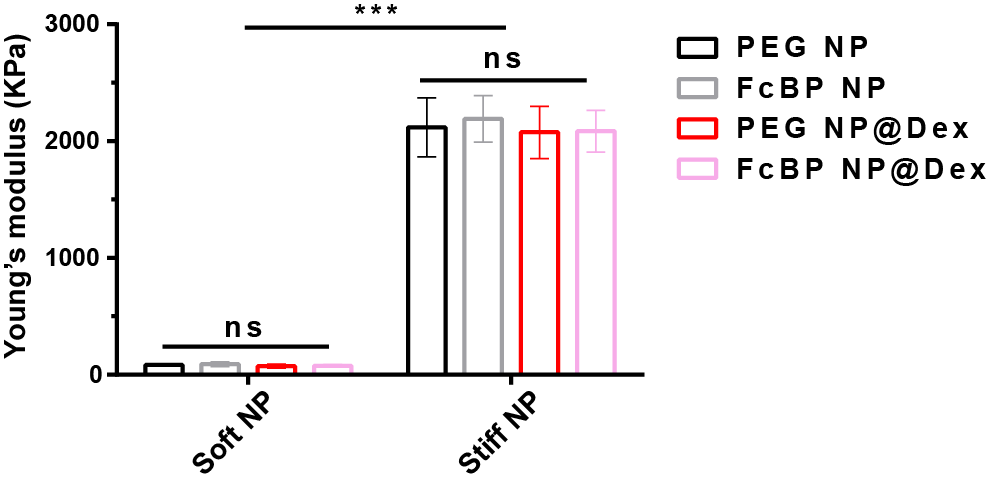 ***
3000
ns
2000
1000
ns
0
Young's modulus (KPa)
Soft NP
Stiff NP
PEG NP
FcBP NP
PEG NP@Dex
FcBP NP@Dex